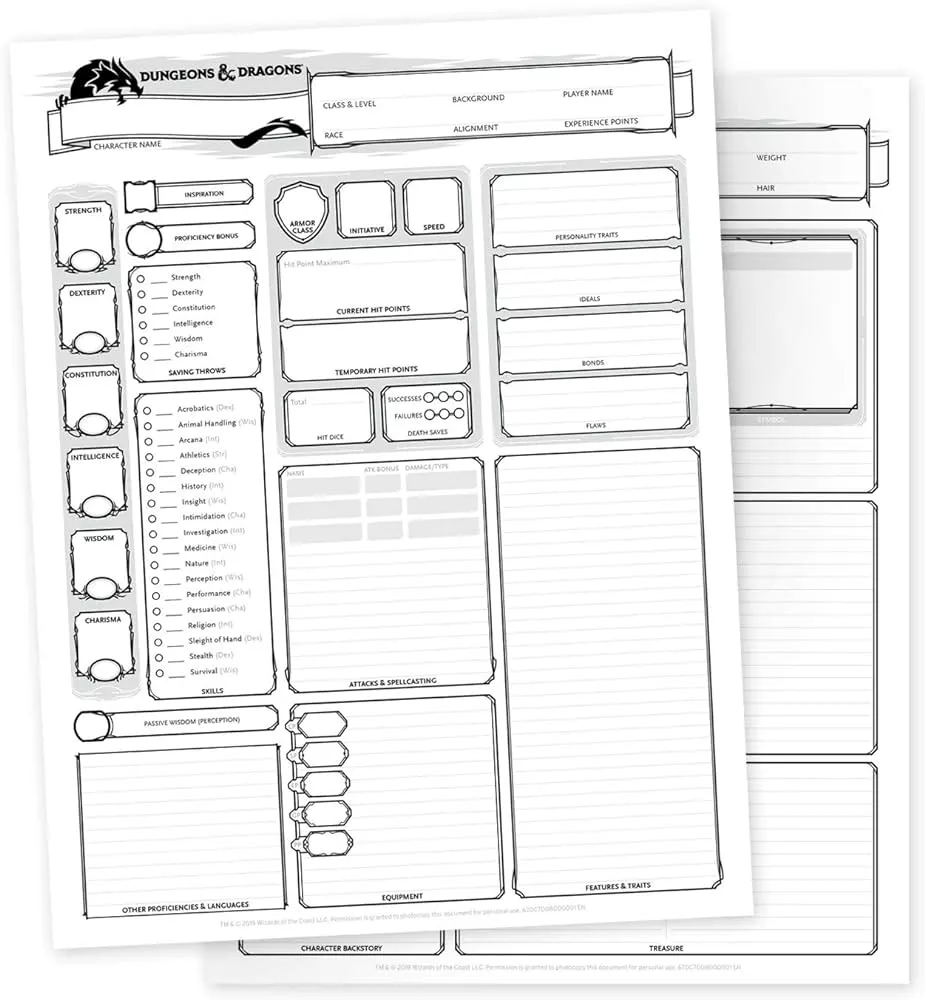 DUNGEONS & DRAGONS
CHARACTER NAME
CLASS & LEVEL
BACKGROUND
PLAYER NAME
RACE
ALIGNMENT
EXPERIENCE POINTS
STRENGTH
DEXTERITY
CONSTITUTION
INTELLIGENCE
WISDOM
CHARISMA
INSPIRATION
PROFICIENCY BONUS
Strength
Dexterity
Constitution
Intelligence
Wisdom
Charisma
SAVING THROWS
Acrobatics (Dex)
Animal Handling (Wis)
Arcana (Int)
Athletics (Str)
Deception (Cha)
History (Int)
Insight (Wis)
Intimidation (Cha)
Investigation (Int)
Medicine (Wis)
Nature (Int)
Perception (Wis)
Performance (Cha)
Persuasion (Cha)
Religion (Int)
Sleight of Hand (Dex)
Stealth (Dex)
Survival (Wis)
SKILLS
PASSIVE WISDOM (PERCEPTION)
OTHER PROFICIENCIES & LANGUAGES
ARMOR
CLASS
INITIATIVE
SPEED
Hit Point Maximum
CURRENT HIT POINTS
TEMPORARY HIT POINTS
Total
HIT DICE
SUCCESSES
FAILURES
DEATH SAVES
NAME ATK BONUS DAMAGE/TYPE
ATTACKS & SPELLCASTING
EQUIPMENT
PERSONALITY TRAITS
IDEALS
BONDS
FLAWS
FEATURES & TRAITS
TM & © 2019 Wizards of the Coast LLC. Permission is granted to photocopy this document for personal use.
WEIGHT
HAIR
SYMBOL
CHARACTER BACKSTORY
TREASURE
TM & © 2019 Wizards of the Coast LLC. Permission is granted to photocopy this document for personal use.